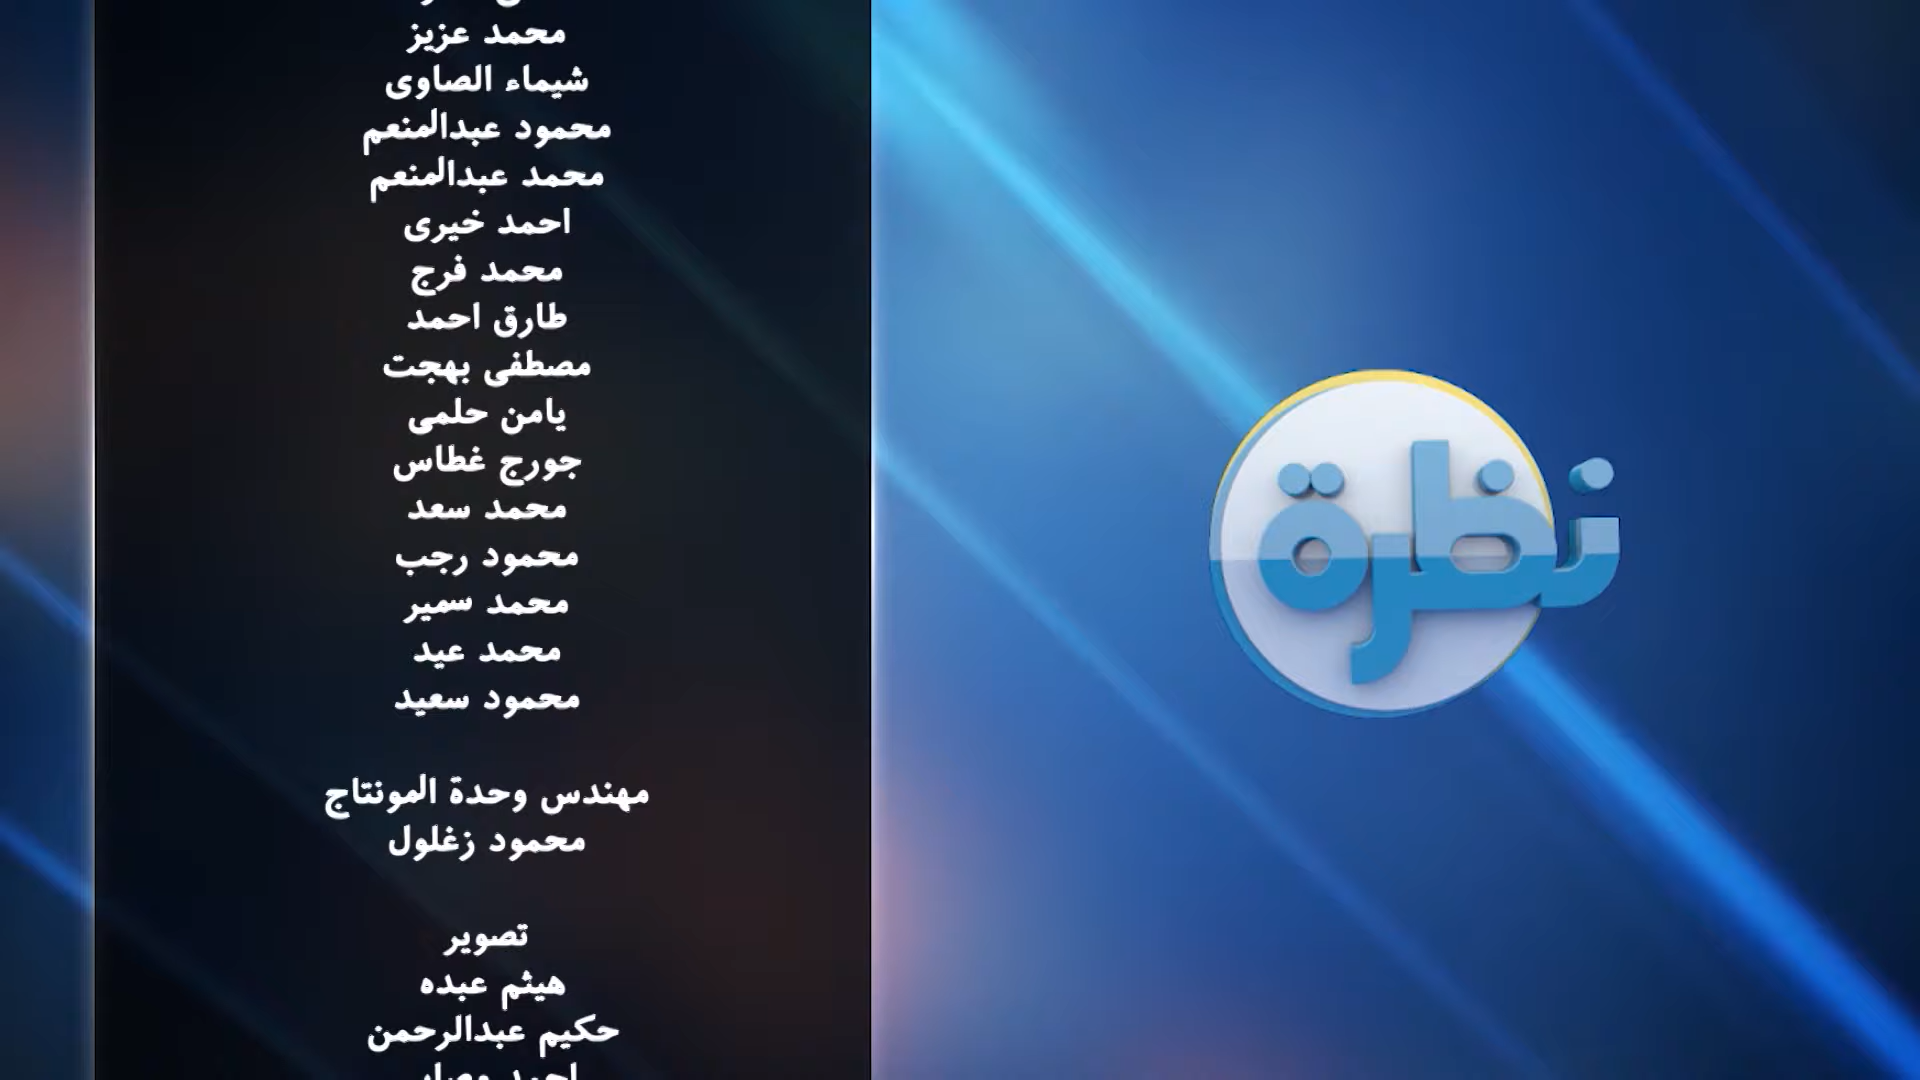 محمد عزيز
شيماء الصاوى
محمود عبدالمنعم
محمد عبدالمنعم
احمد خيرى
محمد فرج
طارق احمد
مصطفى بهجت
يامن حلمى
جورج غطاس
محمد سعد
محمود رجب
محمد سمير
محمد عيد
محمود سعيد
مهندس وحدة المونتاج
محمود زغلول
تصوير
هيثم عبده
حكيم عبدالرحمن
احمد
نظرة